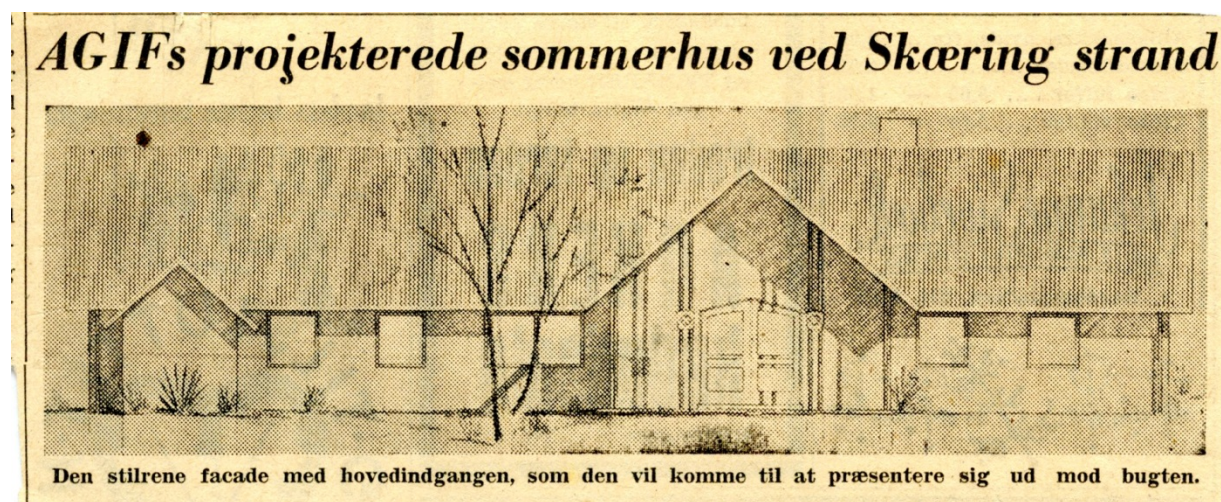 AGIFs projekterede sommerhus ved Skæring strand
Den stilrene facade med hovedindgangen, som den vil komme til at præsentere sig ud mod bugten.